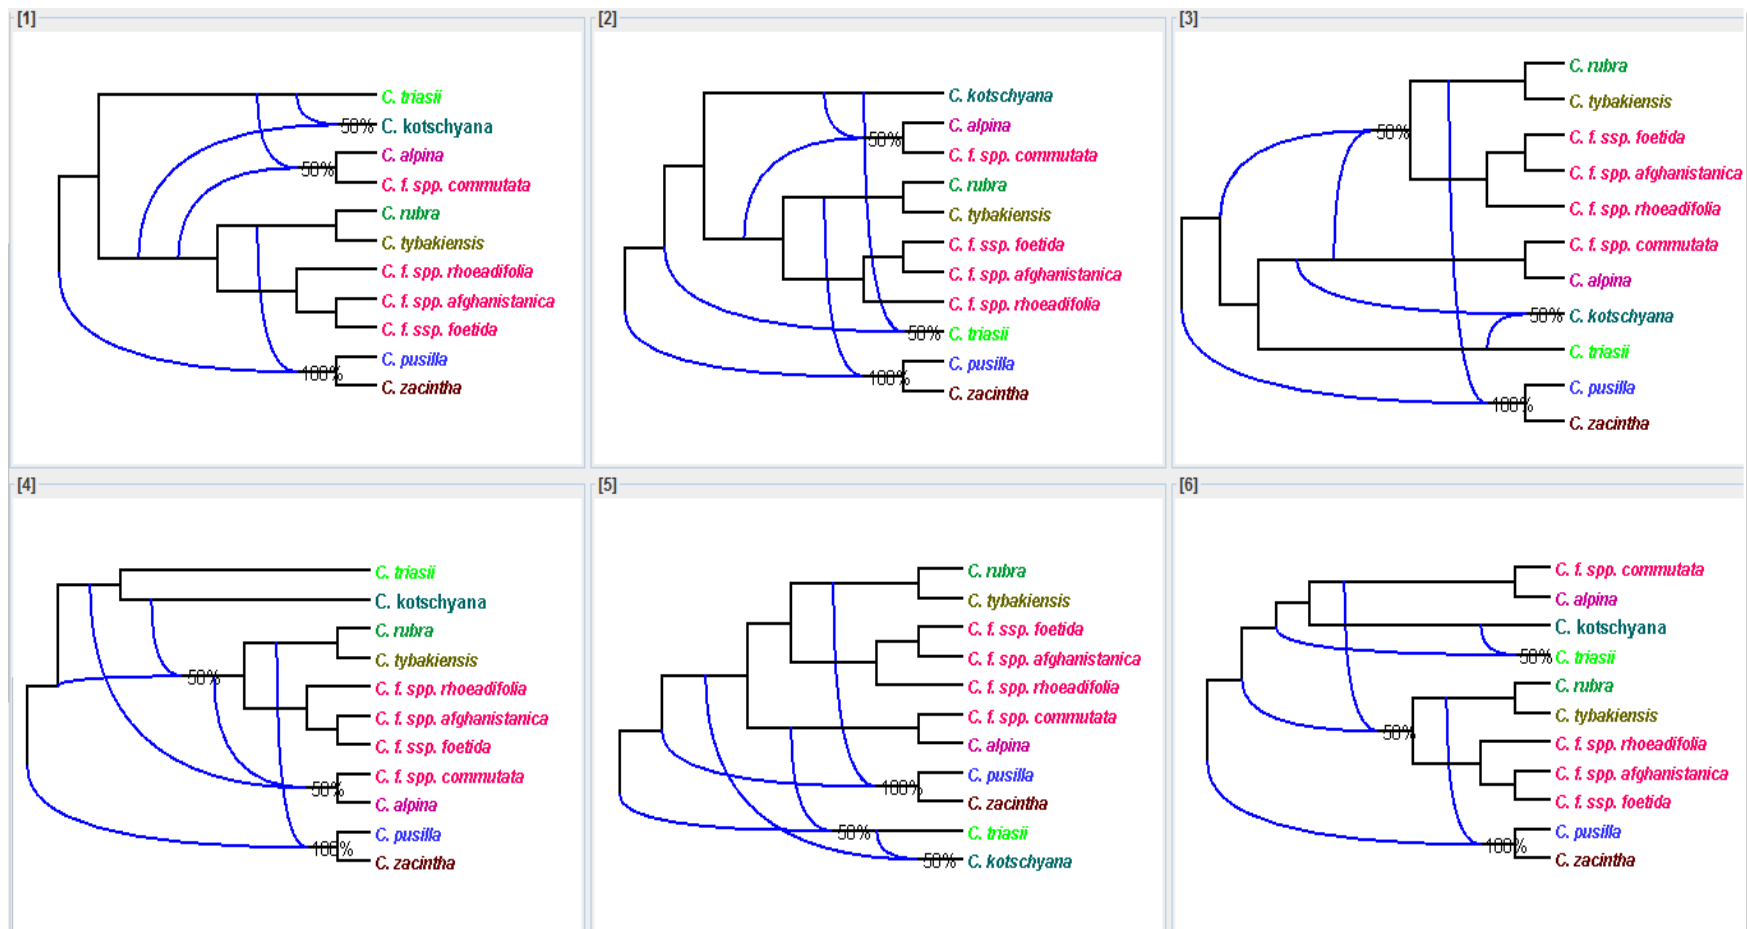 [1]
C. triasii
50%
C. kotschyana
C. alpina
50%
C. f. spp. commutata
C. rubra
C. tybakiensis
C. f. spp. rhoeadifolia
C. f. spp. afghanistanica
C. f. ssp. foetida
C. pusilla
100%
C. zacintha
[2]
C. kotschyana
C. alpina
50%
C. f. spp. commutata
C. rubra
C. tybakiensis
C. f. ssp. foetida
C. f. spp. afghanistanica
C. f. spp. rhoeadifolia
50%
C. triasii
C. pusilla
100%
C. zacintha
[3]
C. rubra
C. tybakiensis
50%
C. f. ssp. foetida
C. f. spp. afghanistanica
C. f. spp. rhoeadifolia
C. f. spp. commutata
C. alpina
50%
C. kotschyana
C. triasii
C. pusilla
100%
C. zacintha
[4]
C. triasii
C. kotschyana
C. rubra
C. tybakiensis
50%
C. f. spp. rhoeadifolia
C. f. spp. afghanistanica
C. f. ssp. foetida
C. f. spp. commutata
50%
C. alpina
C. pusilla
100%
C. zacintha
[5]
C. rubra
C. tybakiensis
C. f. ssp. foetida
C. f. spp. afghanistanica
C. f. spp. rhoeadifolia
C. f. spp. commutata
C. alpina
C. pusilla
100%
C. zacintha
50%
C. triasii
50%
C. kotschyana
[6]
C. f. spp. commutata
C. alpina
C. kotschyana
50%
C. triasii
C. rubra
C. tybakiensis
50%
C. f. spp. rhoeadifolia
C. f. spp. afghanistanica
C. f. ssp. foetida
C. pusilla
100%
C. zacintha